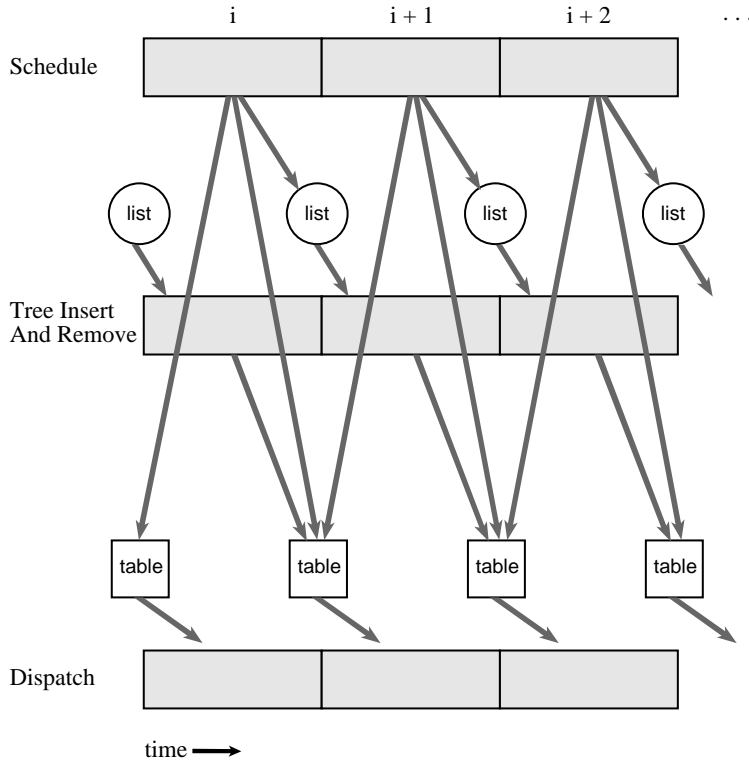 i i + 1 i + 2 . . .
Schedule
list list list list
Tree Insert
And Remove
table table table table
Dispatch
time